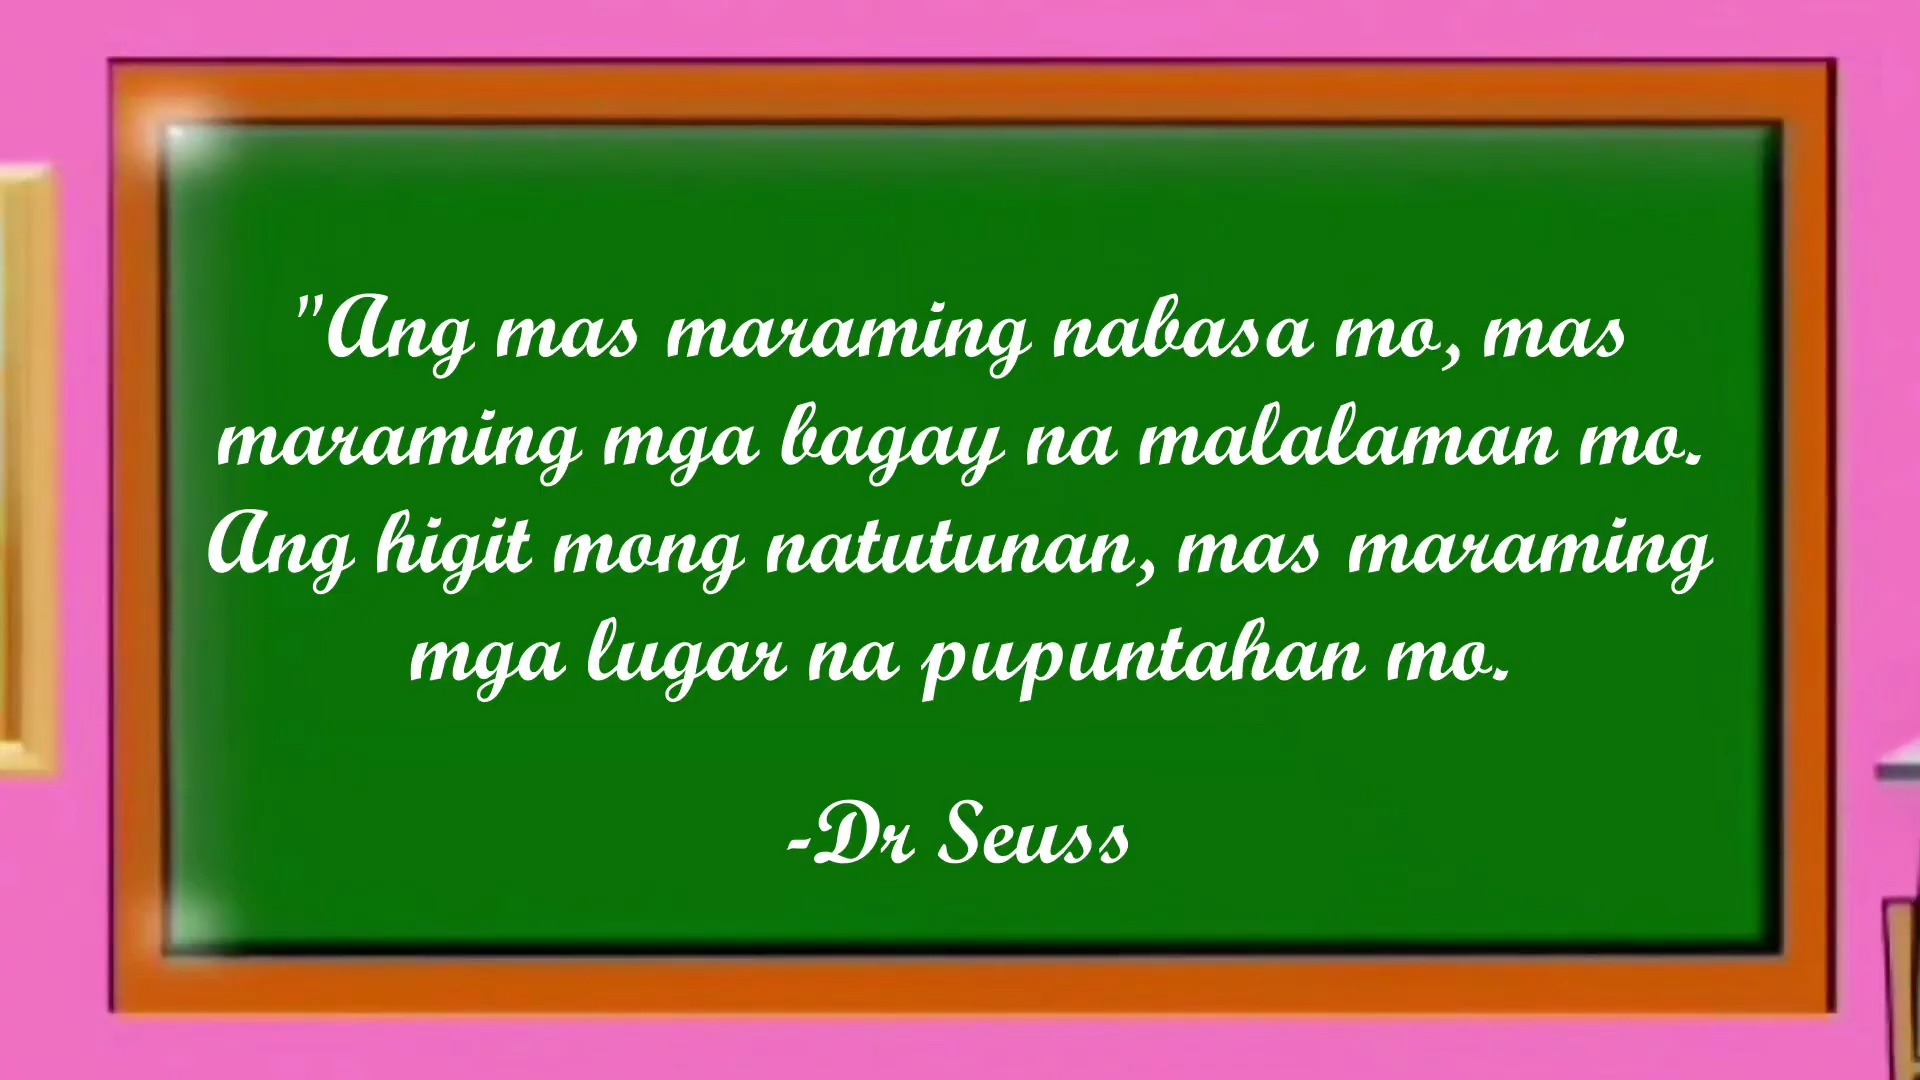 "Ang mas maraming nabasa mo, mas
maraming mga bagay na malalaman mo.
Ang higit mong natutunan, mas maraming
mga lugar na pupuntahan mo.
-Dr Seuss